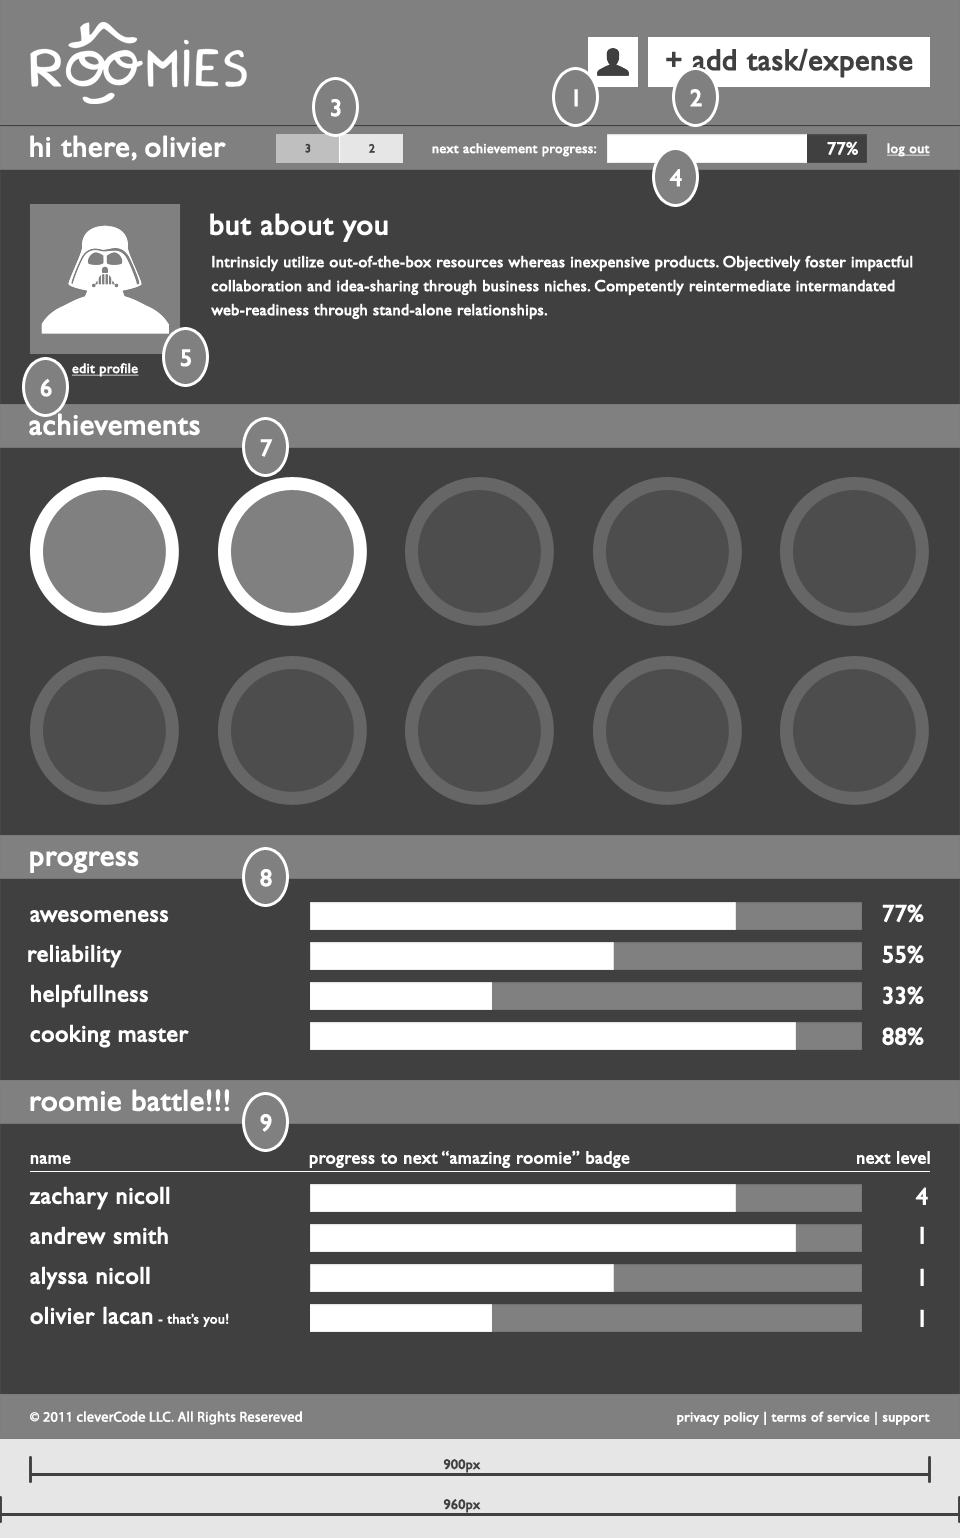 ROOMIES
+ add task/expense
1
2
3
hi there, olivier
3
2
next achievement progress:
77%
log out
4
but about you
Intrinsicly utilize out-of-the-box resources whereas inexpensive products. Objectively foster impactful
collaboration and idea-sharing through business niches. Competently reintermediate intermandated
web-readiness through stand-alone relationships.
5
edit profile
6
achievements
7
progress
8
awesomeness
77%
reliability
55%
helpfullness
33%
cooking master
88%
roomie battle!!!
9
name
progress to next “amazing roomie” badge
next level
zachary nicoll
4
andrew smith
1
alyssa nicoll
1
olivier lacan - that's you!
1
© 2011 cleverCode LLC. All Rights Resereved
privacy policy | terms of service | support
900px
960px